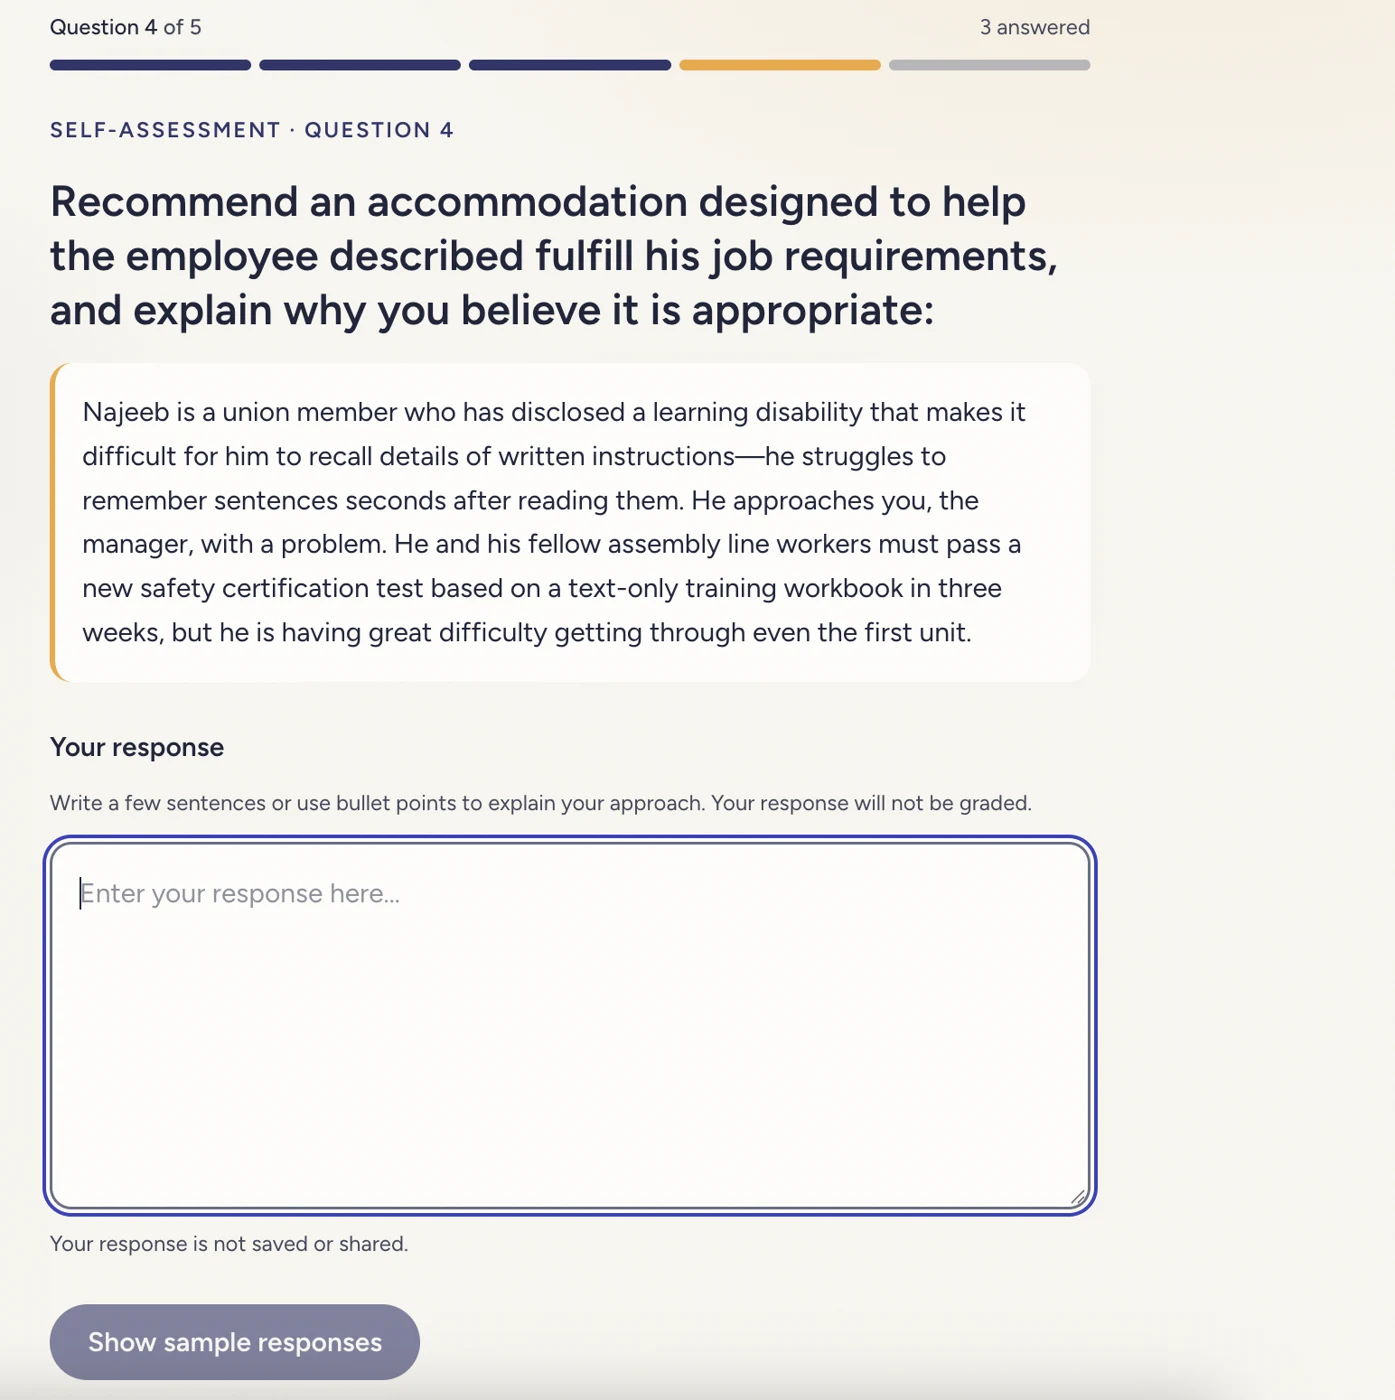 Question 4 of 5
3 answered
SELF-ASSESSMENT · QUESTION 4
Recommend an accommodation designed to help
the employee described fulfill his job requirements,
and explain why you believe it is appropriate:
Najeeb is a union member who has disclosed a learning disability that makes it
difficult for him to recall details of written instructions—he struggles to
remember sentences seconds after reading them. He approaches you, the
manager, with a problem. He and his fellow assembly line workers must pass a
new safety certification test based on a text-only training workbook in three
weeks, but he is having great difficulty getting through even the first unit.
Your response
Write a few sentences or use bullet points to explain your approach. Your response will not be graded.
Enter your response here...
Your response is not saved or shared.
Show sample responses